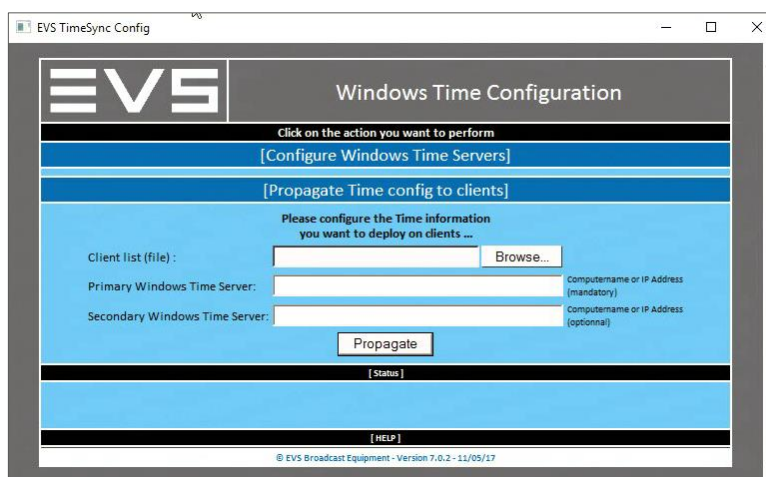 EVS TimeSync Config
EVS
Windows Time Configuration
Click on the action you want to perform
[Configure Windows Time Servers]
[Propagate Time config to clients]
Please configure the Time information
you want to deploy on clients ...
Client list (file) :
Browse...
Primary Windows Time Server:
Computername or IP Address
(mandatory)
Secondary Windows Time Server:
Computername or IP Address
(optionnal)
Propagate
[ Status ]
[ HELP ]
© EVS Broadcast Equipment - Version 7.0.2 - 11/05/17